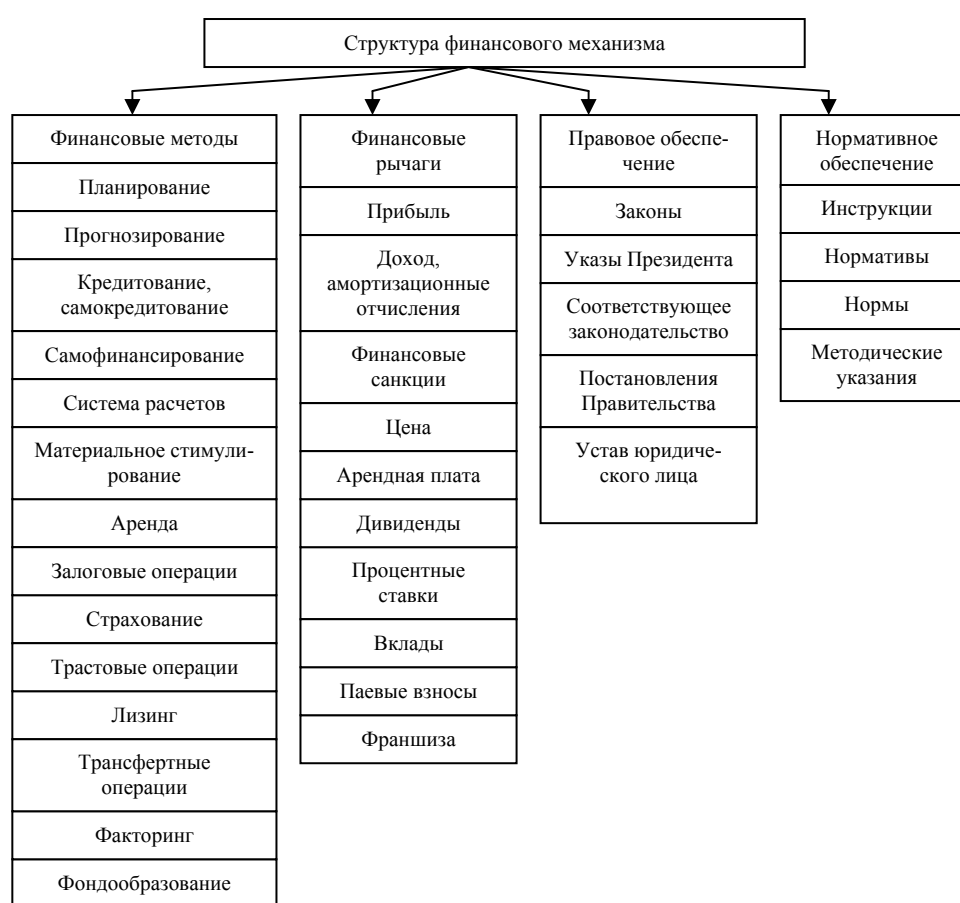 Структура финансового механизма
Финансовые методы
Планирование
Прогнозирование
Кредитование,
самокредитование
Самофинансирование
Система расчетов
Материальное стимули-
рование
Аренда
Залоговые операции
Страхование
Трастовые операции
Лизинг
Трансфертные
операции
Факторинг
Фондообразование
Финансовые
рычаги
Прибыль
Доход,
амортизационные
отчисления
Финансовые
санкции
Цена
Арендная плата
Дивиденды
Процентные
ставки
Вклады
Паевые взносы
Франшиза
Правовое обеспе-
чение
Законы
Указы Президента
Соответствующее
законодательство
Постановления
Правительства
Устав юридиче-
ского лица
Нормативное
обеспечение
Инструкции
Нормативы
Нормы
Методические
указания